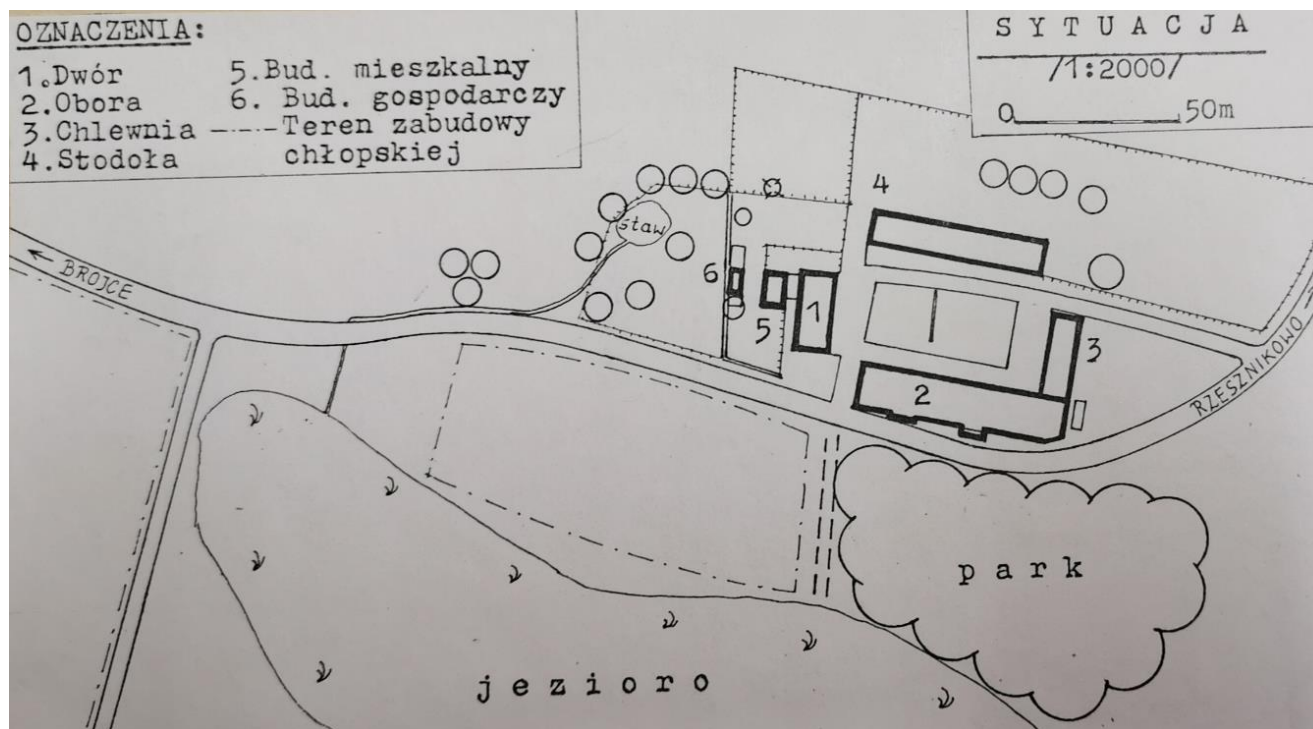 OZNACZENIA:
1.Dwór
2.Obora
3.Chlewnia
4.Stodoła
5.Bud. mieszkalny
6. Bud. gospodarczy
Teren zabudowy
chłopskiej
SYTUACJA
/1:2000/
0 50m
← BROJCE
staw
4
6
5
1
3
2
RZESZNIKOWO
park
jezioro